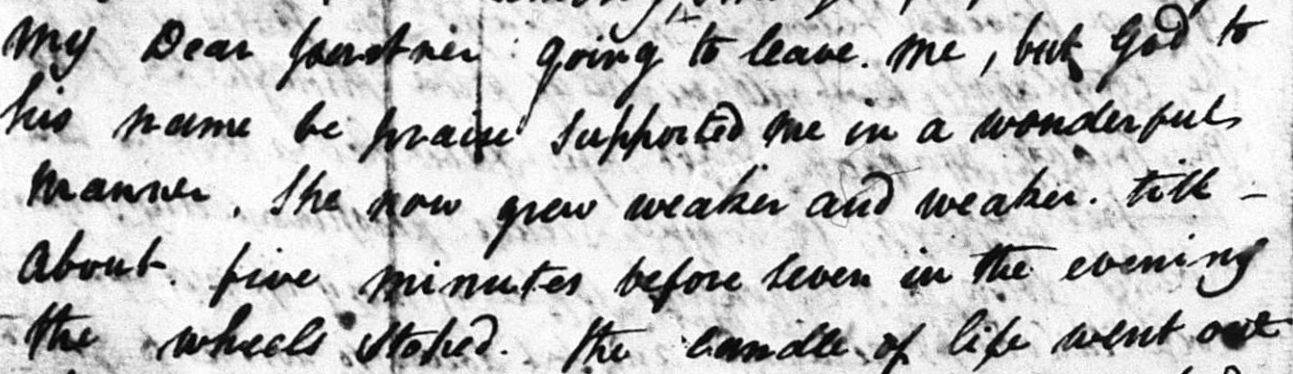 My Dear partner going to leave. me, but God to
his name be praise supported me in a wonderful
manner. She now grew weaker and weaker. till -
About. five minutes before seven in the evening
the wheels stoped. the candle of life went out